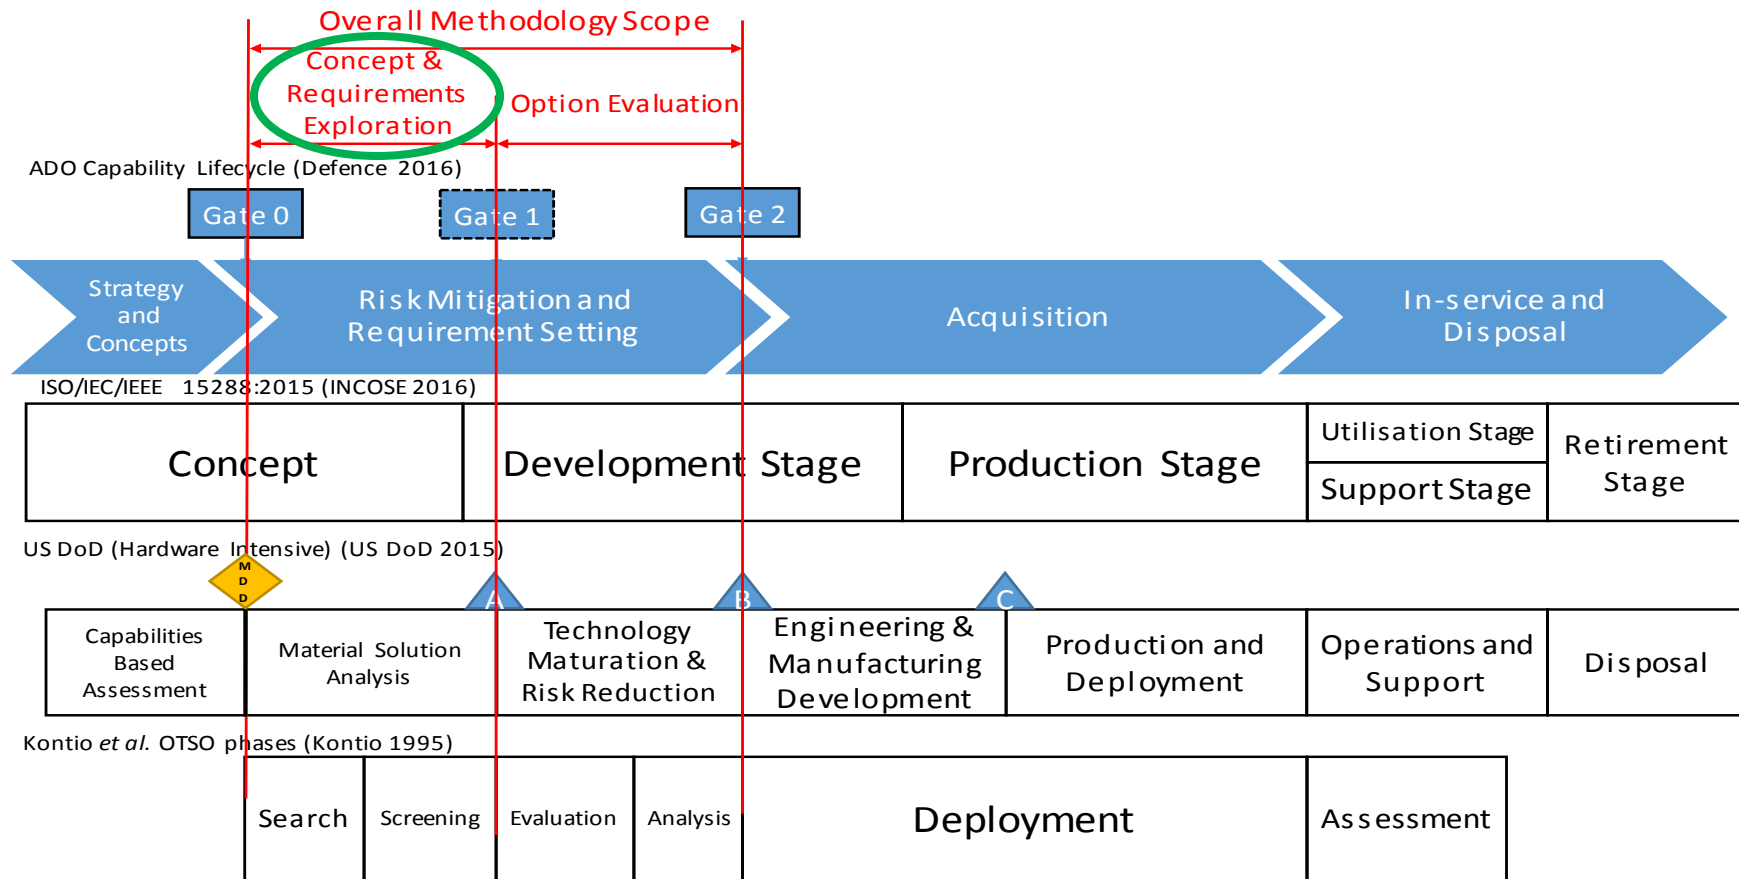 Overall Methodology Scope
Concept &
Requirements
Exploration
Option Evaluation
ADO Capability Lifecycle (Defence 2016)
Gate 0
Gate 1
Gate 2
Strategy
and
Concepts
Risk Mitigation and
Requirement Setting
Acquisition
In-service and
Disposal
ISO/IEC/IEEE 15288:2015 (INCOSE 2016)
Concept
Development Stage
Production Stage
Utilisation Stage
Support Stage
Retirement
Stage
US DoD (Hardware Intensive) (US DoD 2015)
M
D
D
A
B
C
Capabilities
Based
Assessment
Material Solution
Analysis
Technology
Maturation &
Risk Reduction
Engineering &
Manufacturing
Development
Production and
Deployment
Operations and
Support
Disposal
Kontio et al. OTSO phases (Kontio 1995)
Search
Screening
Evaluation
Analysis
Deployment
Assessment